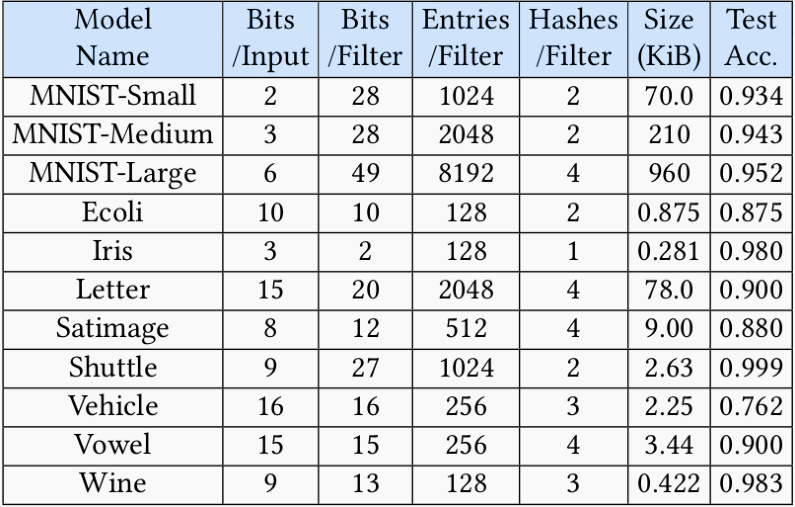 Model Name Bits /Input Bits /Filter Entries /Filter Hashes /Filter Size (KiB) Test Acc.
MNIST-Small 2 28 1024 2 70.0 0.934
MNIST-Medium 3 28 2048 2 210 0.943
MNIST-Large 6 49 8192 4 960 0.952
Ecoli 10 10 128 2 0.875 0.875
Iris 3 2 128 1 0.281 0.980
Letter 15 20 2048 4 78.0 0.900
Satimage 8 12 512 4 9.00 0.880
Shuttle 9 27 1024 2 2.63 0.999
Vehicle 16 16 256 3 2.25 0.762
Vowel 15 15 256 4 3.44 0.900
Wine 9 13 128 3 0.422 0.983